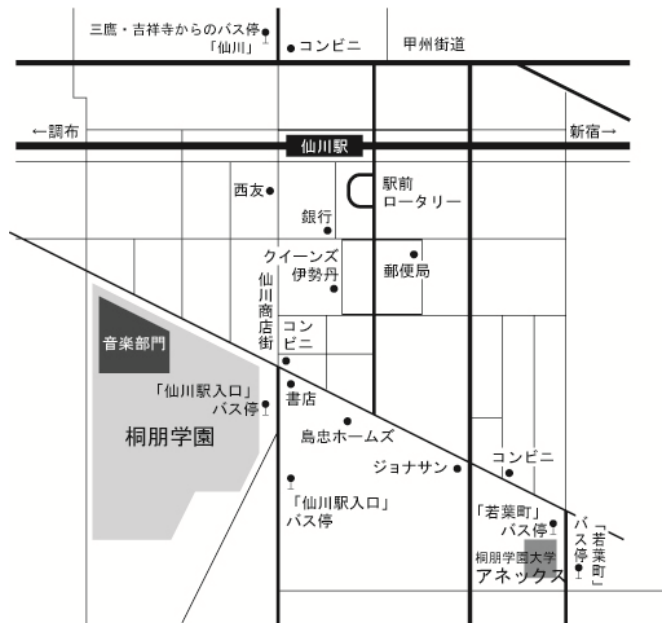 三鷹・吉祥寺からのバス停
「仙川」
コンビニ
甲州街道
←調布
新宿→
仙川駅
西友
駅前
ロータリー
銀行
クイーンズ
伊勢丹
郵便局
仙川商店街
コン
ビニ
音楽部門
「仙川駅入口」
バス停
書店
桐朋学園
島忠ホームズ
ジョナサン
コンビニ
「仙川駅入口」
バス停
「若葉町」
バス停
「若葉町」
バス停
桐朋学園大学
アネックス